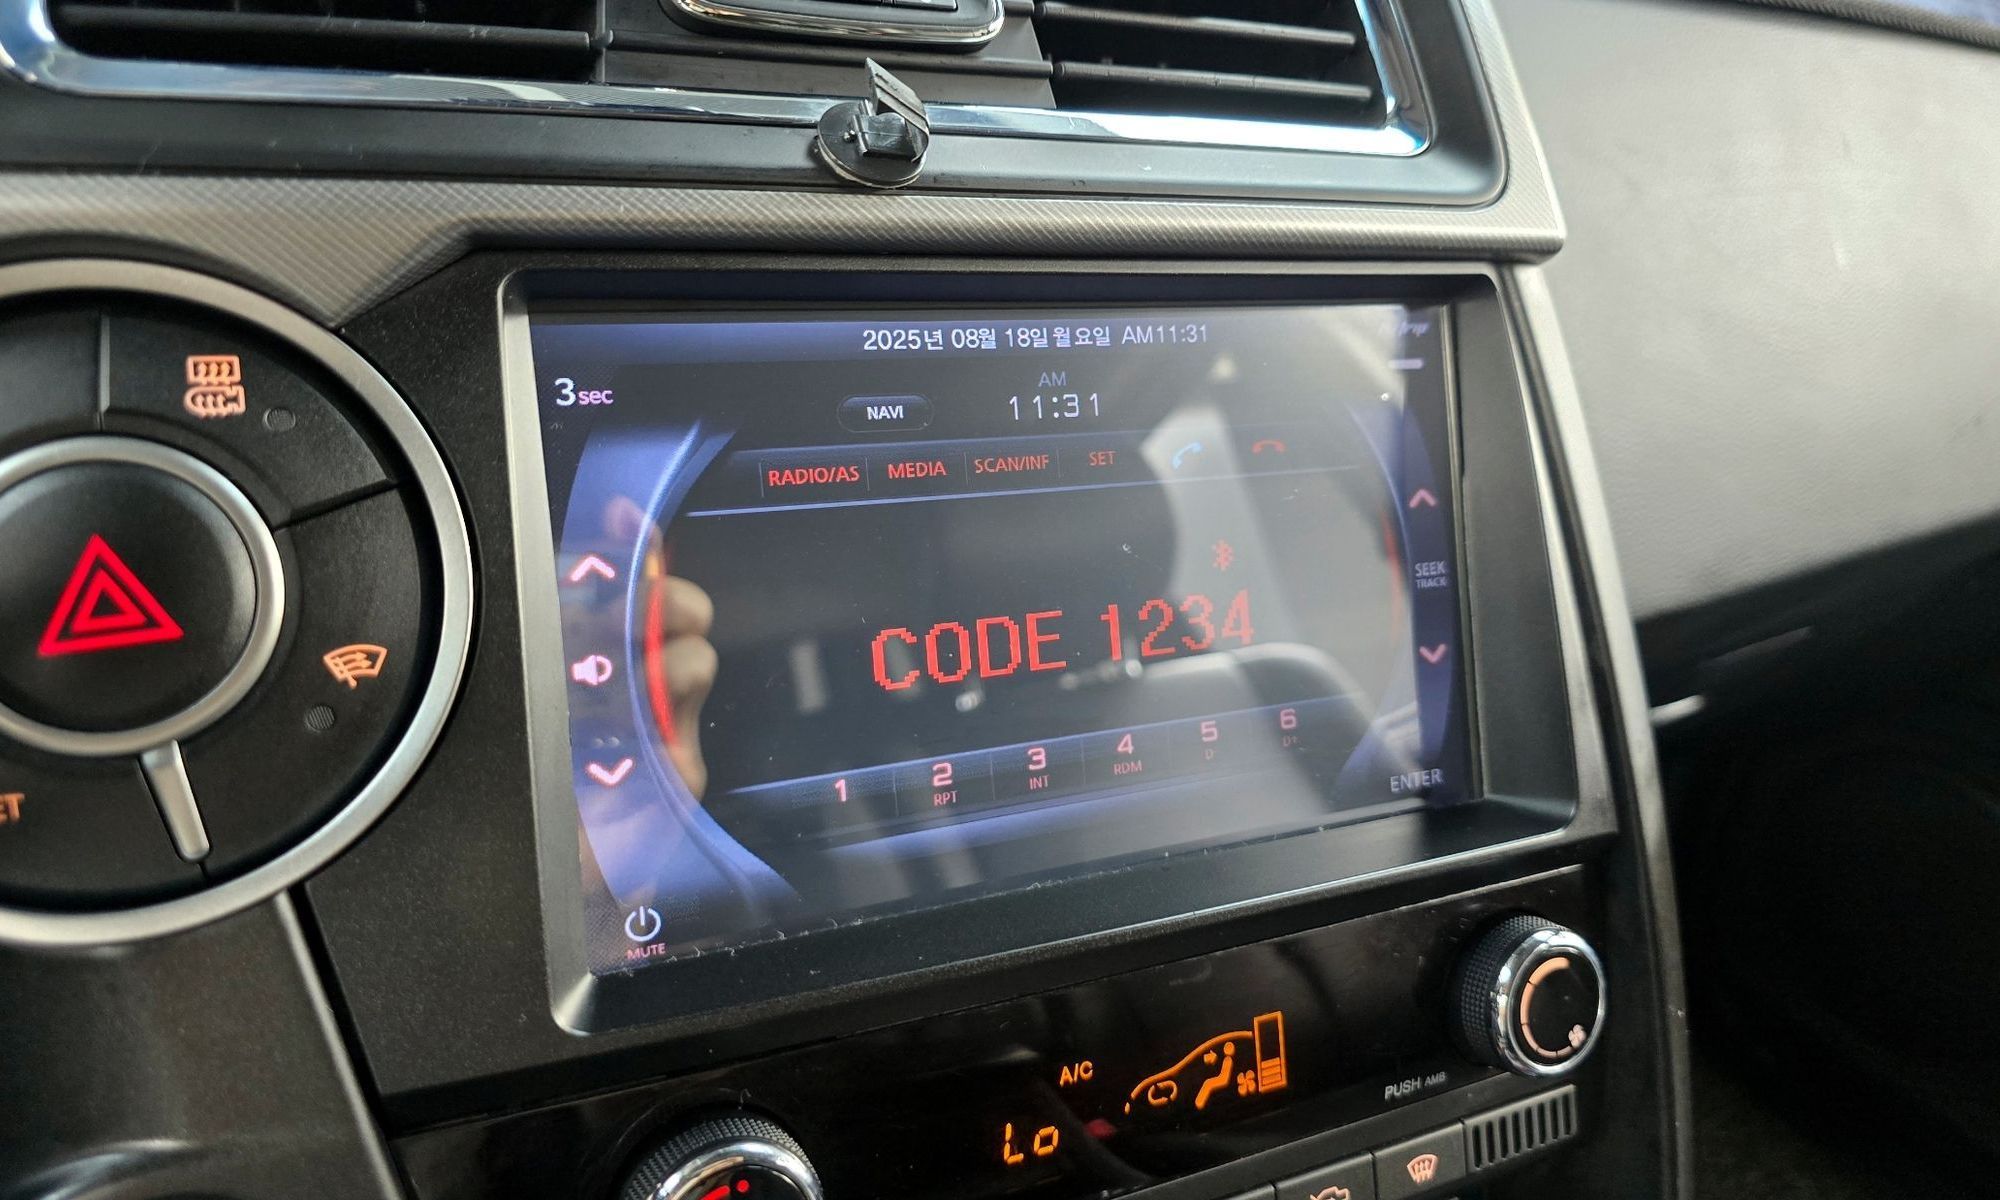 2025년 08월 18일 월요일 AM11:31
3sec
AM
NAVI 11:31
RADIO/AS MEDIA SCAN/INF SET
SEEK
TRACK
CODE 1234
1 2 3 4 5 6
RPT INT RDM D- D+
ENTER
MUTE
A/C
PUSH AMB
Lo